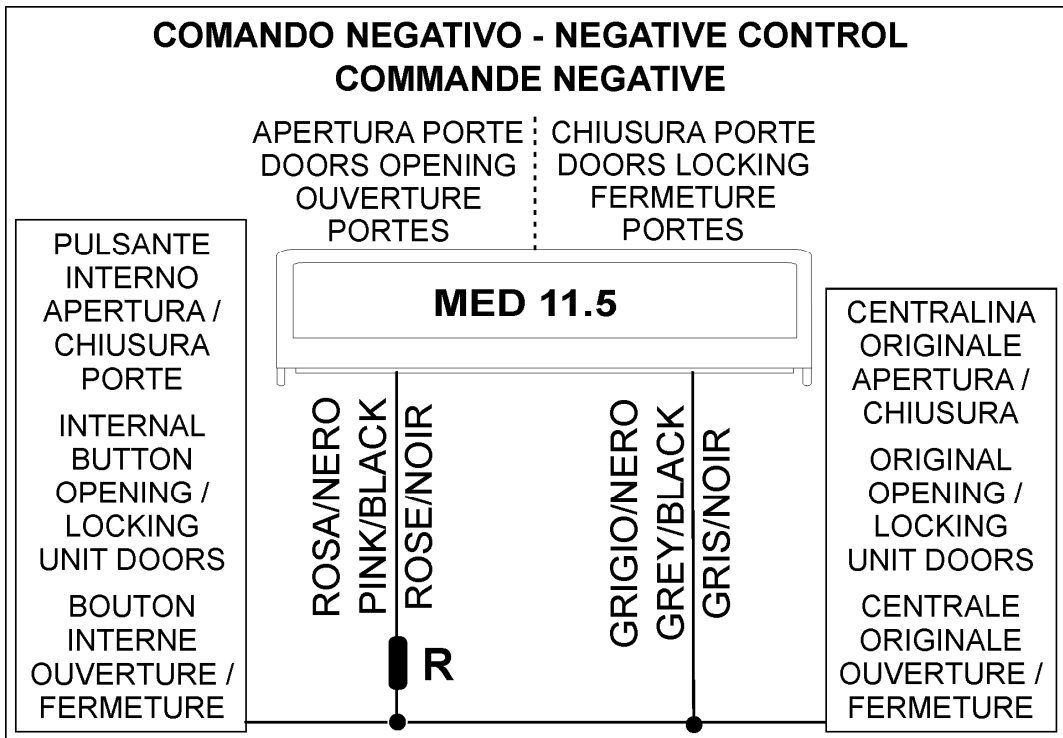 COMANDO NEGATIVO - NEGATIVE CONTROL
COMMANDE NEGATIVE
APERTURA PORTE
DOORS OPENING
OUVERTURE
PORTES
CHIUSURA PORTE
DOORS LOCKING
FERMETURE
PORTES
PULSANTE
INTERNO
APERTURA /
CHIUSURA
PORTE
INTERNAL
BUTTON
OPENING /
LOCKING
UNIT DOORS
BOUTON
INTERNE
OUVERTURE /
FERMETURE
MED 11.5
ROSA/NERO
PINK/BLACK
ROSE/NOIR
R
GRIGIO/NERO
GREY/BLACK
GRIS/NOIR
CENTRALINA
ORIGINALE
APERTURA /
CHIUSURA
ORIGINAL
OPENING /
LOCKING
UNIT DOORS
CENTRALE
ORIGINALE
OUVERTURE /
FERMETURE